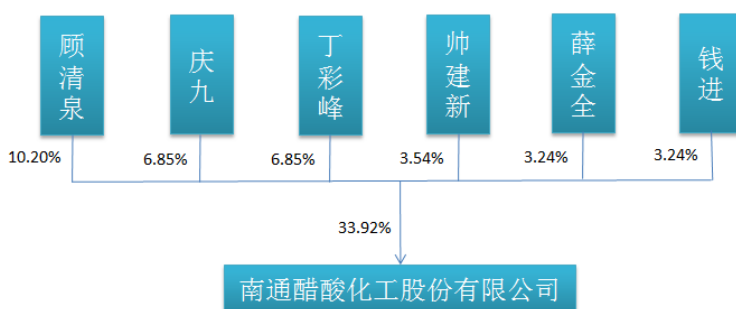 顾清泉
庆九
丁彩峰
帅建新
薛金全
钱进
10.20%
6.85%
6.85%
3.54%
3.24%
3.24%
33.92%
南通醋酸化工股份有限公司